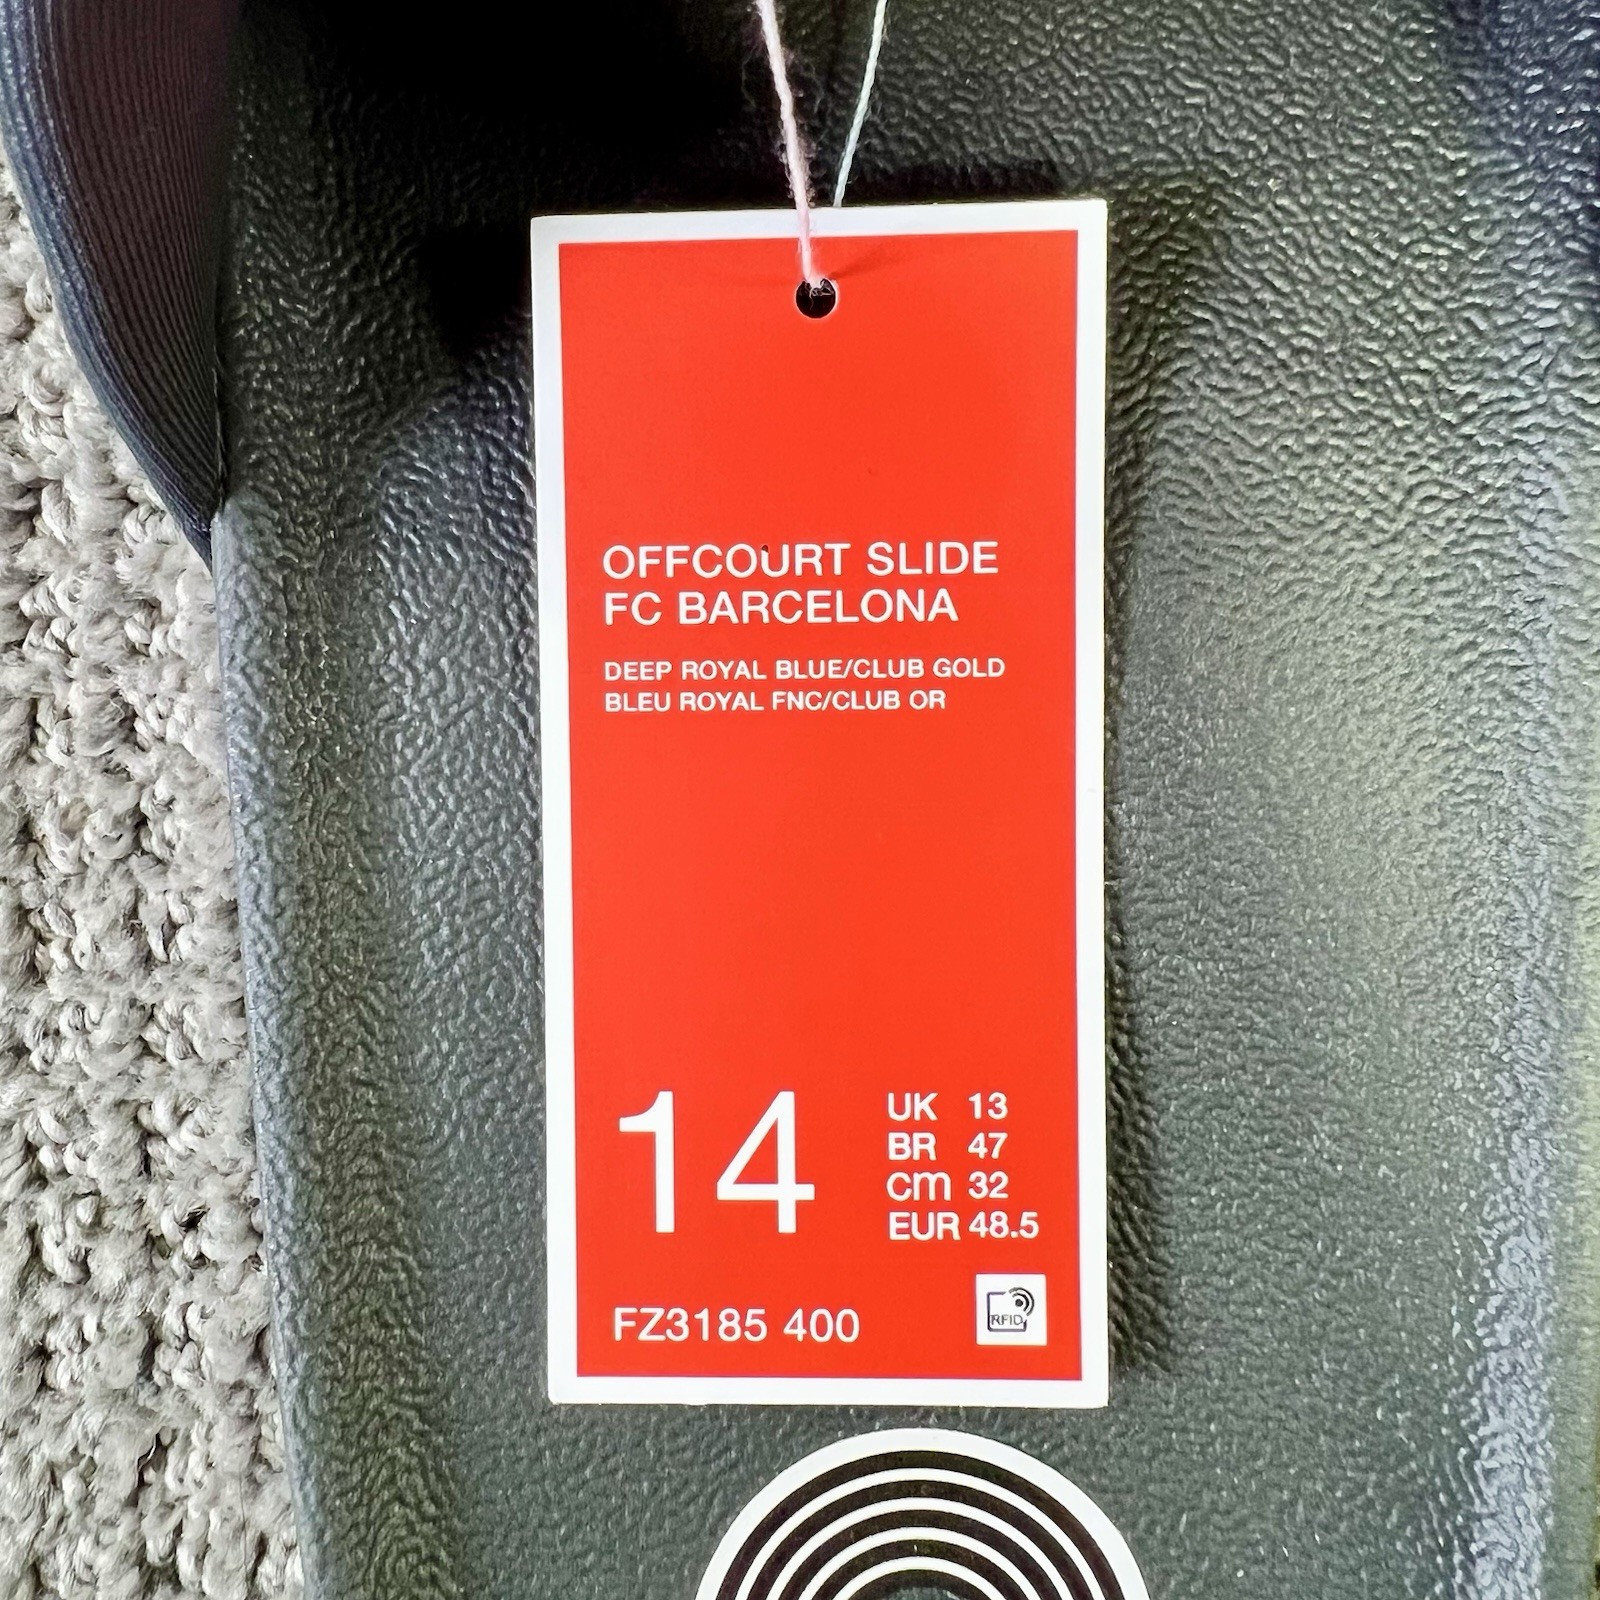 OFFCOURT SLIDE
FC BARCELONA
DEEP ROYAL BLUE/CLUB GOLD
BLEU ROYAL FNC/CLUB OR
14
UK 13
BR 47
cm 32
EUR 48.5
FZ3185 400
RFID